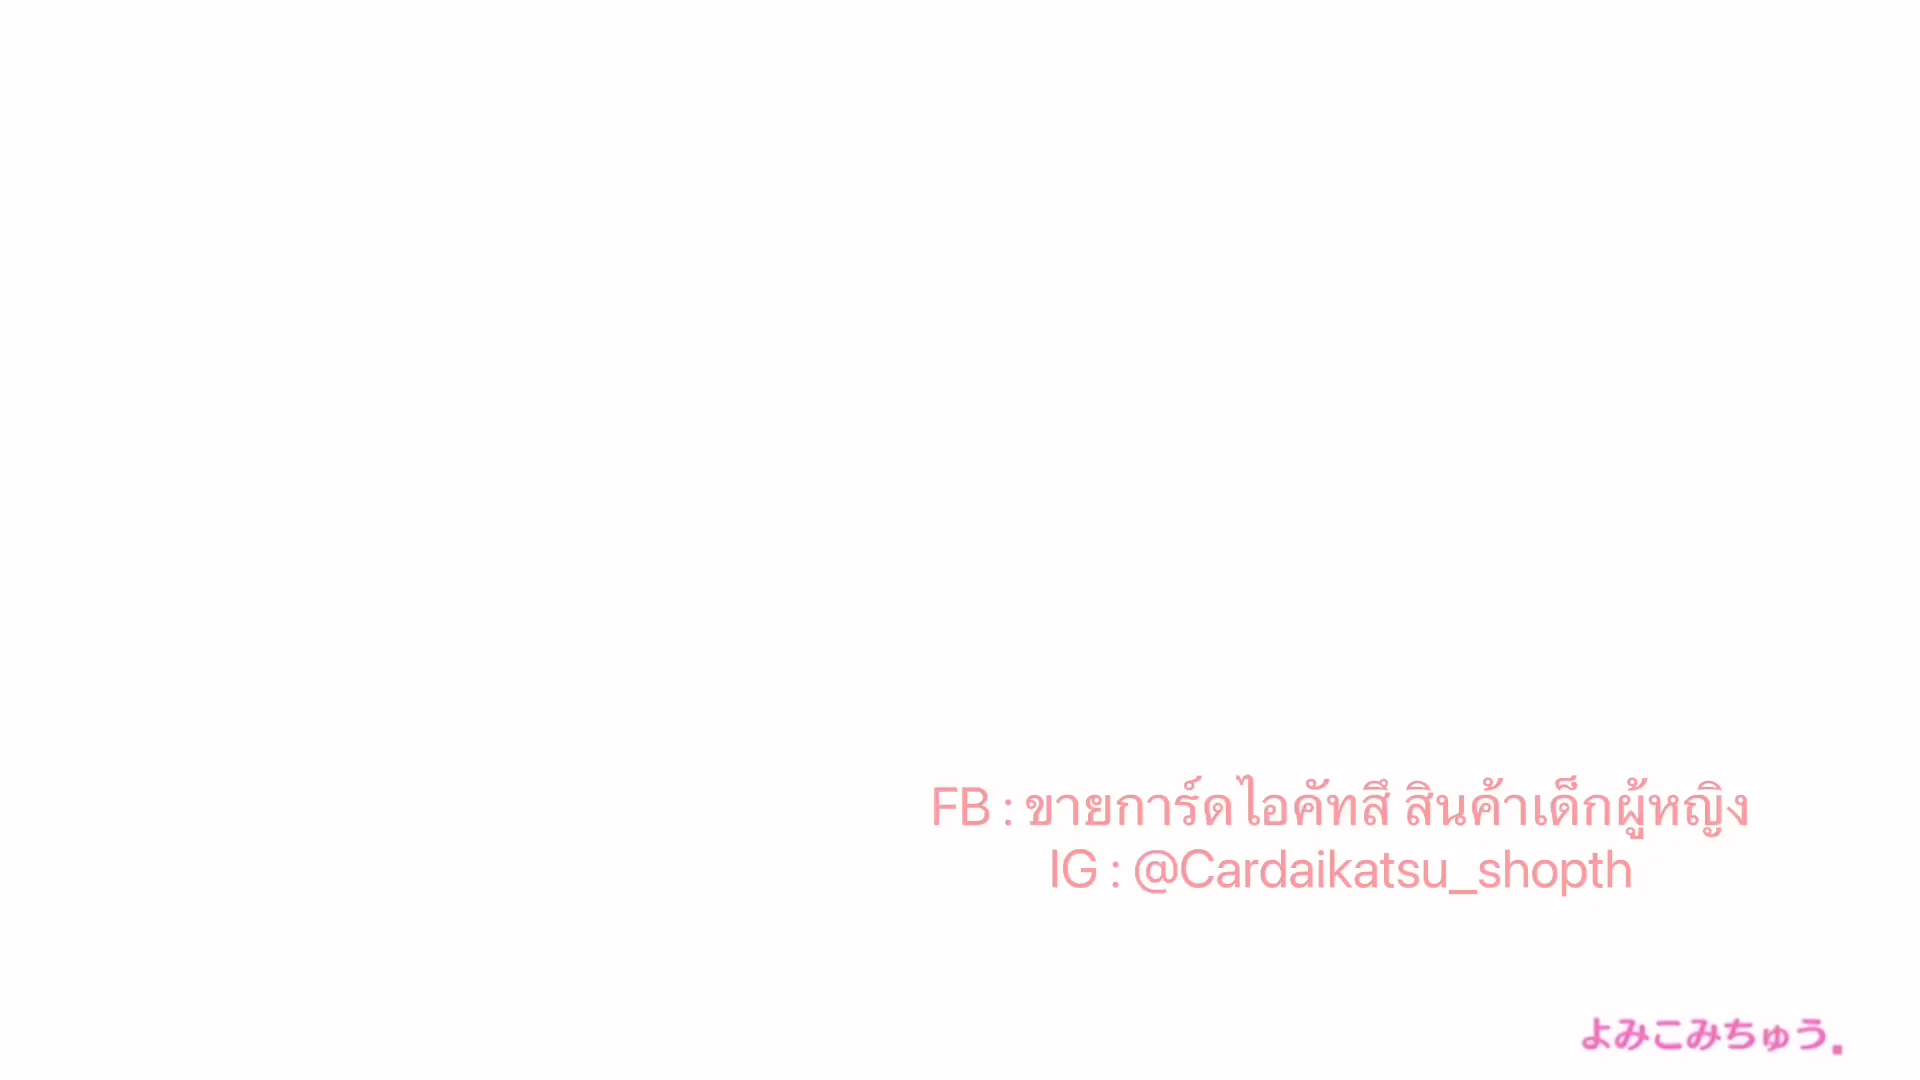 FB : ขายการ์ดไอคัทสึ สินค้าเด็กผู้หญิง
IG : @Cardaikatsu_shopth
よみこみちゅう.